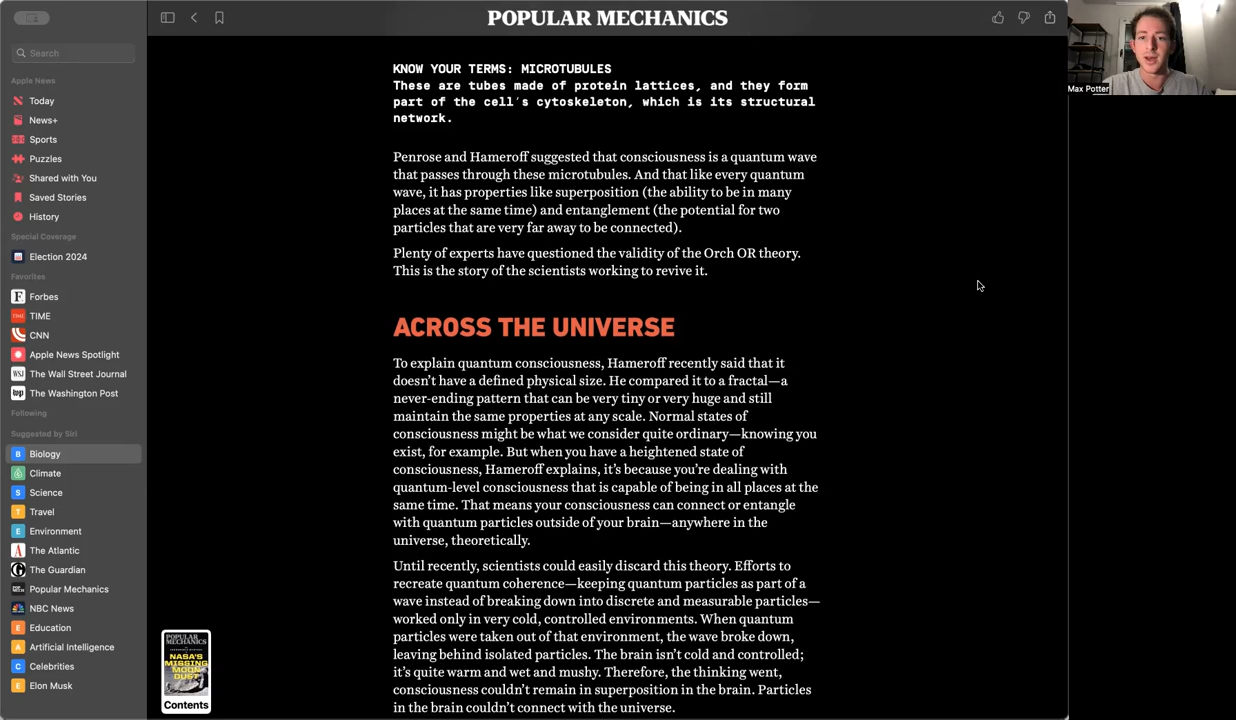 POPULAR MECHANICS
Search
Apple News
Today
News+
Sports
Puzzles
Shared with You
Saved Stories
History
Special Coverage
Election 2024
Favorites
Forbes
TIME
CNN
Apple News Spotlight
The Wall Street Journal
The Washington Post
Following
Suggested by Siri
Biology
Climate
Science
Travel
Environment
The Atlantic
The Guardian
Popular Mechanics
NBC News
Education
Artificial Intelligence
Celebrities
Elon Musk
KNOW YOUR TERMS: MICROTUBULES
These are tubes made of protein lattices, and they form
part of the cell's cytoskeleton, which is its structural
network.
Penrose and Hameroff suggested that consciousness is a quantum wave
that passes through these microtubules. And that like every quantum
wave, it has properties like superposition (the ability to be in many
places at the same time) and entanglement (the potential for two
particles that are very far away to be connected).
Plenty of experts have questioned the validity of the Orch OR theory.
This is the story of the scientists working to revive it.
ACROSS THE UNIVERSE
To explain quantum consciousness, Hameroff recently said that it
doesn't have a defined physical size. He compared it to a fractal—a
never-ending pattern that can be very tiny or very huge and still
maintain the same properties at any scale. Normal states of
consciousness might be what we consider quite ordinary—knowing you
exist, for example. But when you have a heightened state of
consciousness, Hameroff explains, it's because you're dealing with
quantum-level consciousness that is capable of being in all places at the
same time. That means your consciousness can connect or entangle
with quantum particles outside of your brain—anywhere in the
universe, theoretically.
Until recently, scientists could easily discard this theory. Efforts to
recreate quantum coherence—keeping quantum particles as part of a
wave instead of breaking down into discrete and measurable particles—
worked only in very cold, controlled environments. When quantum
particles were taken out of that environment, the wave broke down,
leaving behind isolated particles. The brain isn't cold and controlled;
it's quite warm and wet and mushy. Therefore, the thinking went,
consciousness couldn't remain in superposition in the brain. Particles
in the brain couldn't connect with the universe.
POPULAR MECHANICS
NASA'S
MISSING
MOON
DUST
Contents
Max Potter